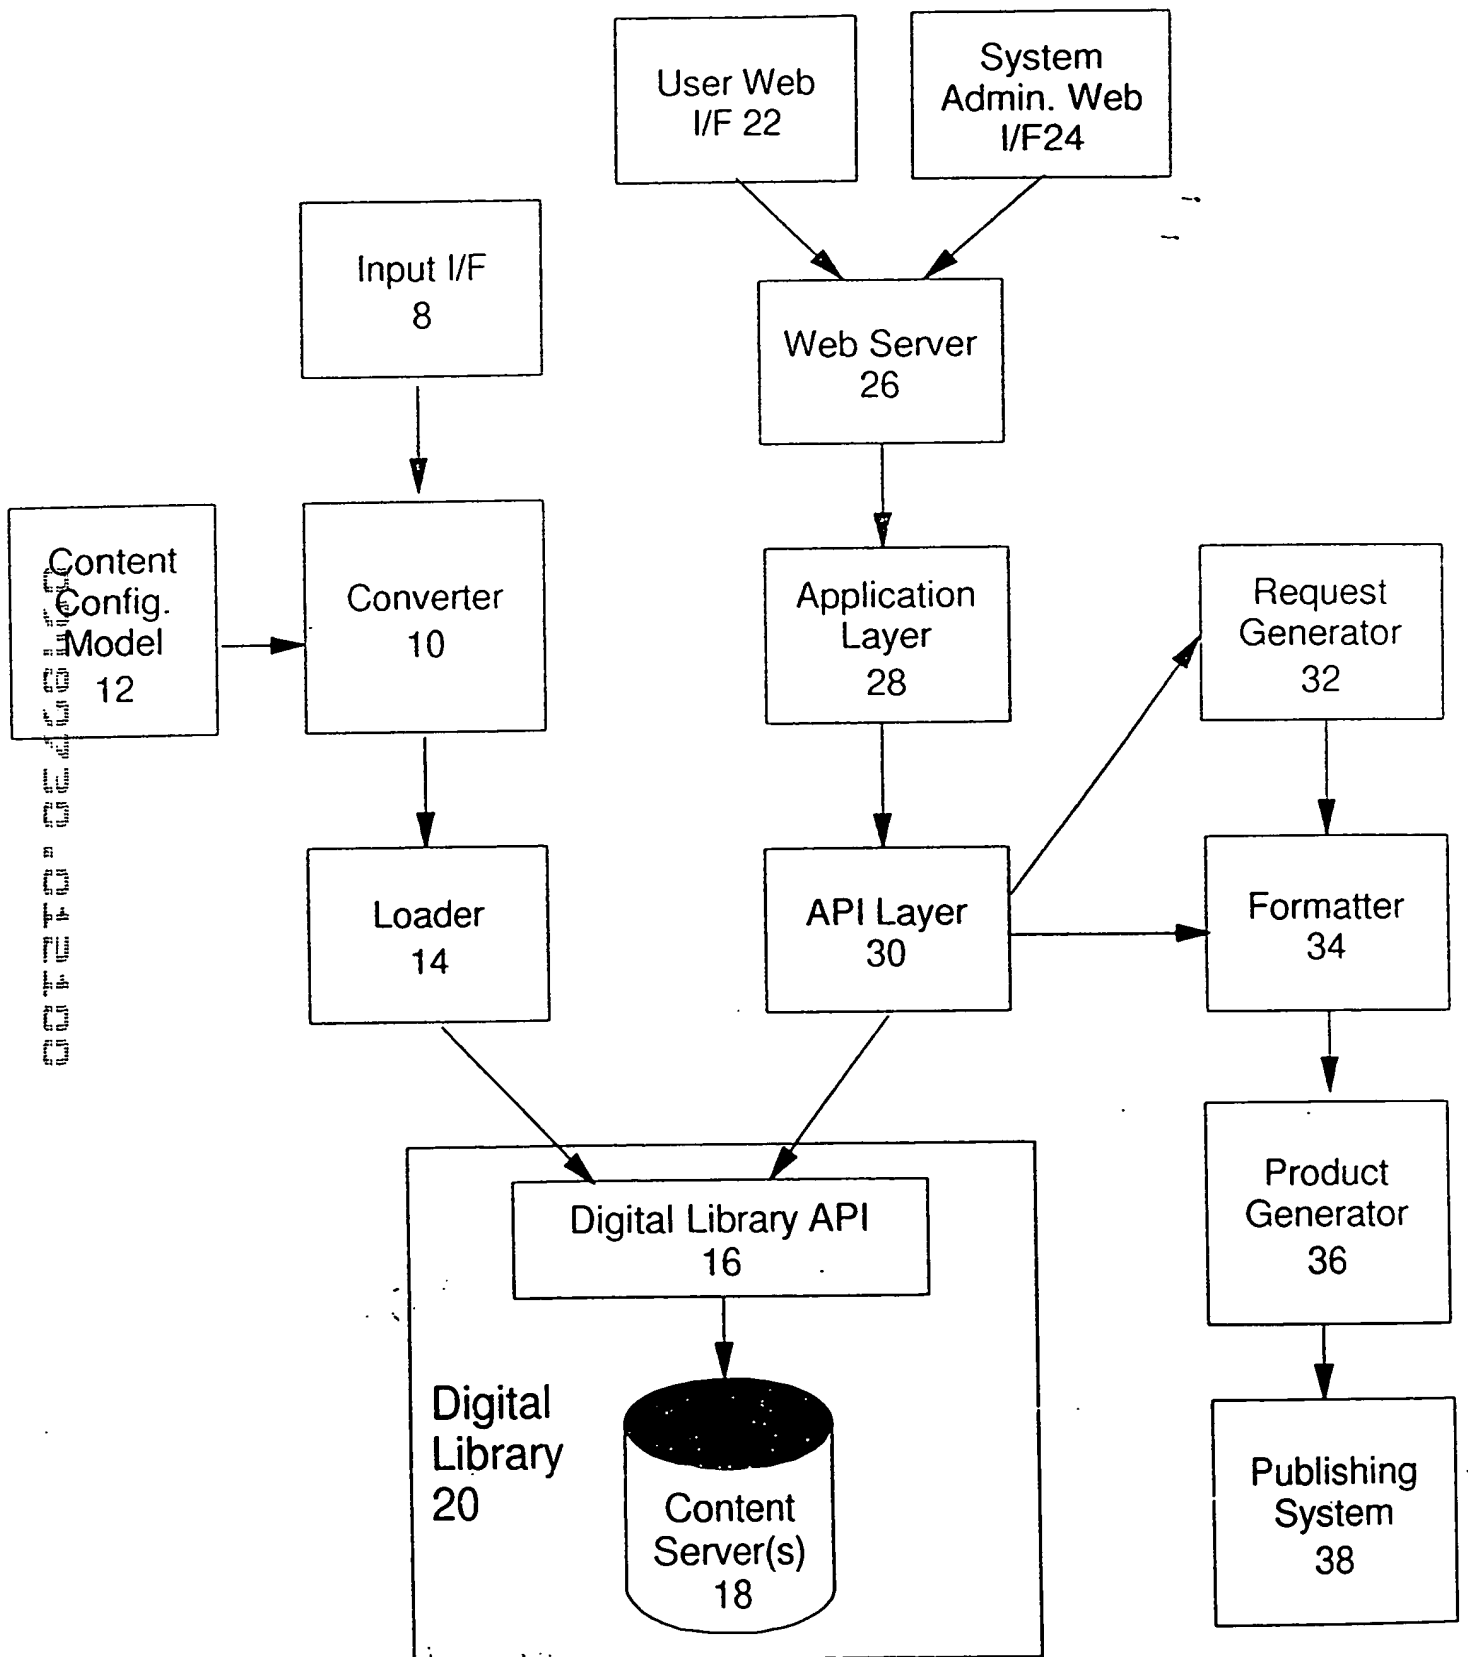 User Web
I/F 22
System
Admin. Web
I/F24
Input I/F
8
Web Server
26
Content
Config.
Model
12
Converter
10
Application
Layer
28
Request
Generator
32
Loader
14
API Layer
30
Formatter
34
Digital Library API
16
Product
Generator
36
Digital
Library
20
Content
Server(s)
18
Publishing
System
38